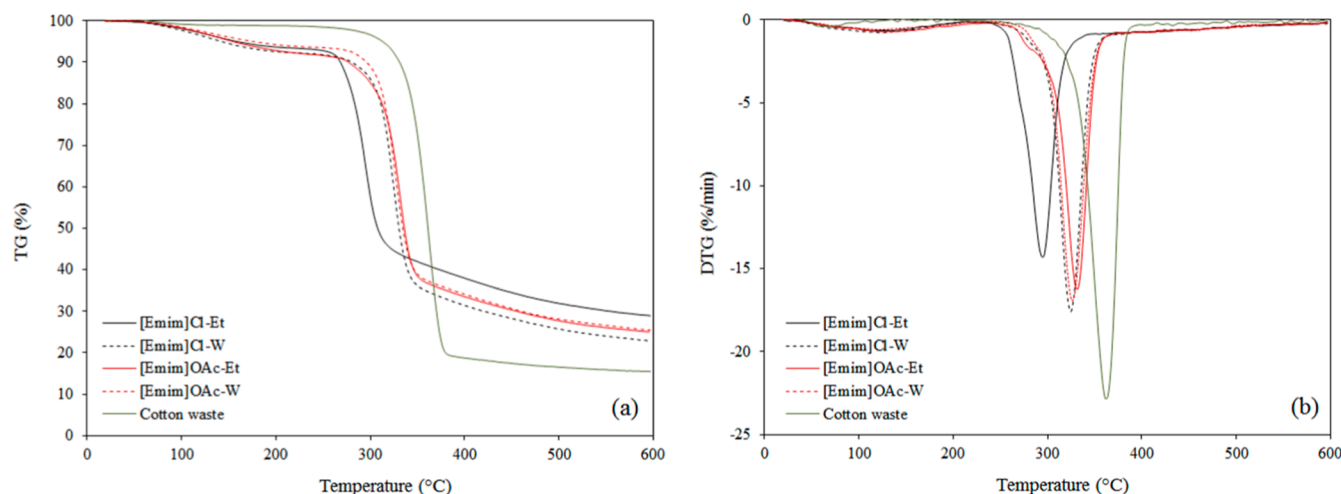 100
90
80
70
60
50
40
30
20
10
0
TG (%)
[Emim]Cl-Et
[Emim]Cl-W
[Emim]OAc-Et
[Emim]OAc-W
Cotton waste
(a)
0 100 200 300 400 500 600
Temperature (°C)
0
-5
-10
-15
-20
-25
DTG (%/min)
[Emim]Cl-Et
[Emim]Cl-W
[Emim]OAc-Et
[Emim]OAc-W
Cotton waste
(b)
0 100 200 300 400 500 600
Temperature (°C)